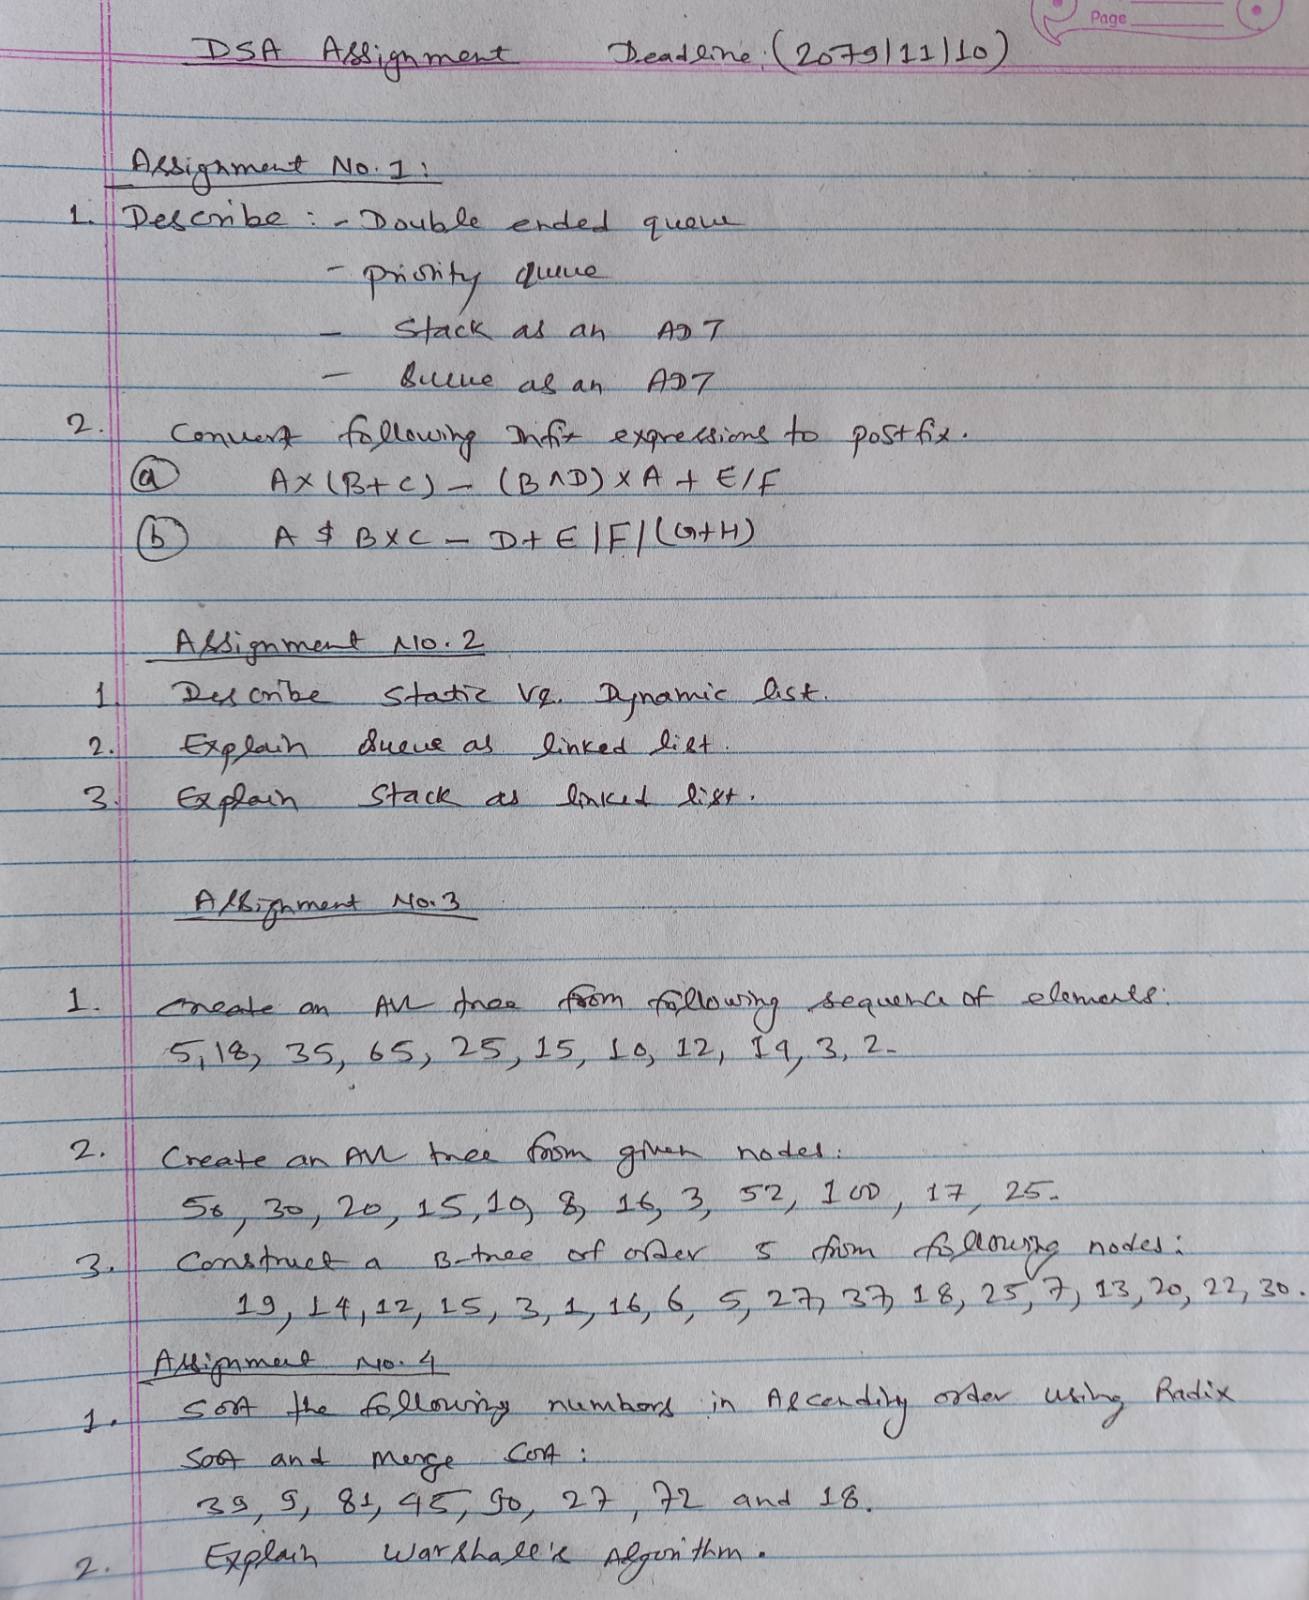 Page
DSA Assignment Deadline: (2079/11/10)
Assignment No. 1:
1. Describe : - Double ended queue
- priority queue
- Stack as an ADT
- Queue as an ADT
2. Convert following Infix expressions to postfix.
(a) A × (B + C) - (B ^ D) × A + E/F
(b) A $ B × C - D + E / F / (G+H)
Assignment No. 2
1. Describe Static Vs. Dynamic list.
2. Explain Queue as linked list.
3. Explain Stack as linked list.
Assignment No. 3
1. Create an AVL tree from following sequence of elements:
5, 18, 35, 65, 25, 15, 10, 12, 19, 3, 2.
2. Create an AVL tree from given nodes:
50, 30, 20, 15, 10, 8, 16, 3, 52, 100, 17, 25.
3. Construct a B-tree of order 5 from following nodes:
19, 14, 12, 15, 3, 1, 16, 6, 5, 27, 37, 18, 25, 7, 13, 20, 22, 30.
Assignment No. 4
1. Sort the following numbers in Ascending order using Radix
Sort and Merge Sort :
39, 9, 81, 45, 90, 27, 72 and 18.
2. Explain Warshall's Algorithm.